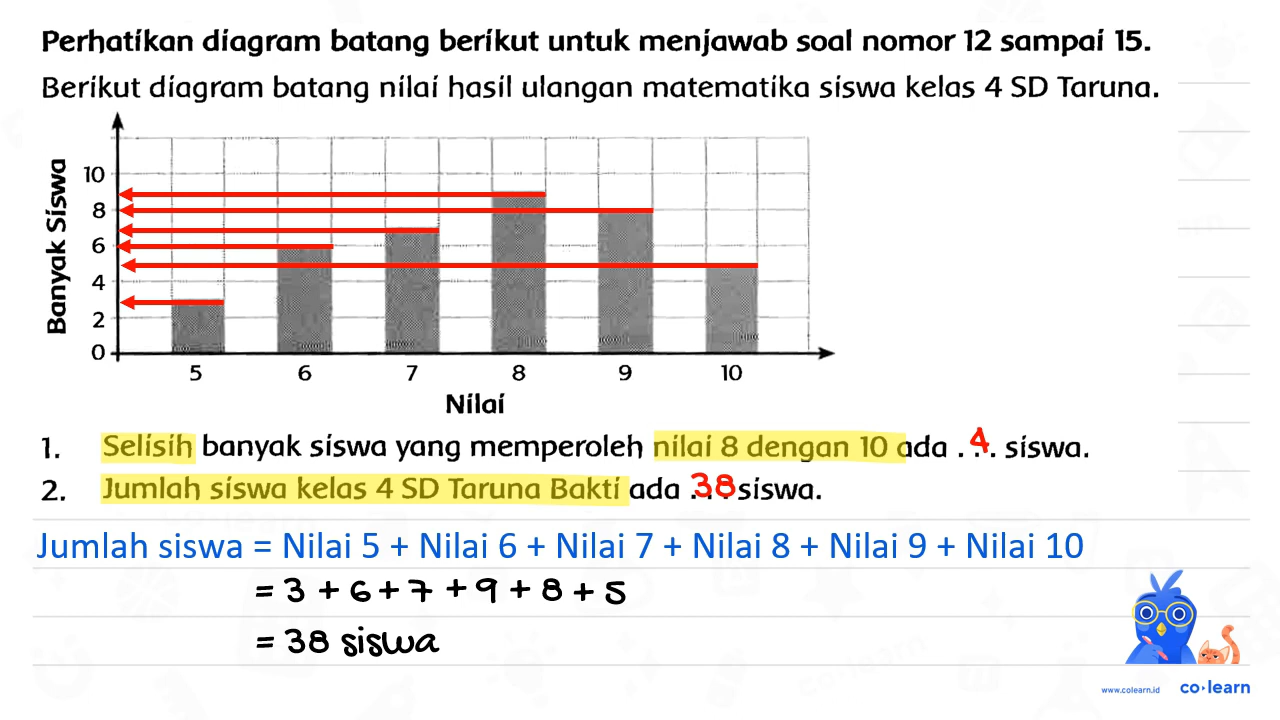 Perhatikan diagram batang berikut untuk menjawab soal nomor 12 sampai 15.
Berikut diagram batang nilai hasil ulangan matematika siswa kelas 4 SD Taruna.
Banyak Siswa
10
8
6
4
2
0
5 6 7 8 9 10
Nilai
1. Selisih banyak siswa yang memperoleh nilai 8 dengan 10 ada . 4 . siswa.
2. Jumlah siswa kelas 4 SD Taruna Bakti ada . 38 siswa.
Jumlah siswa = Nilai 5 + Nilai 6 + Nilai 7 + Nilai 8 + Nilai 9 + Nilai 10
= 3 + 6 + 7 + 9 + 8 + 5
= 38 siswa
www.colearn.id co·learn